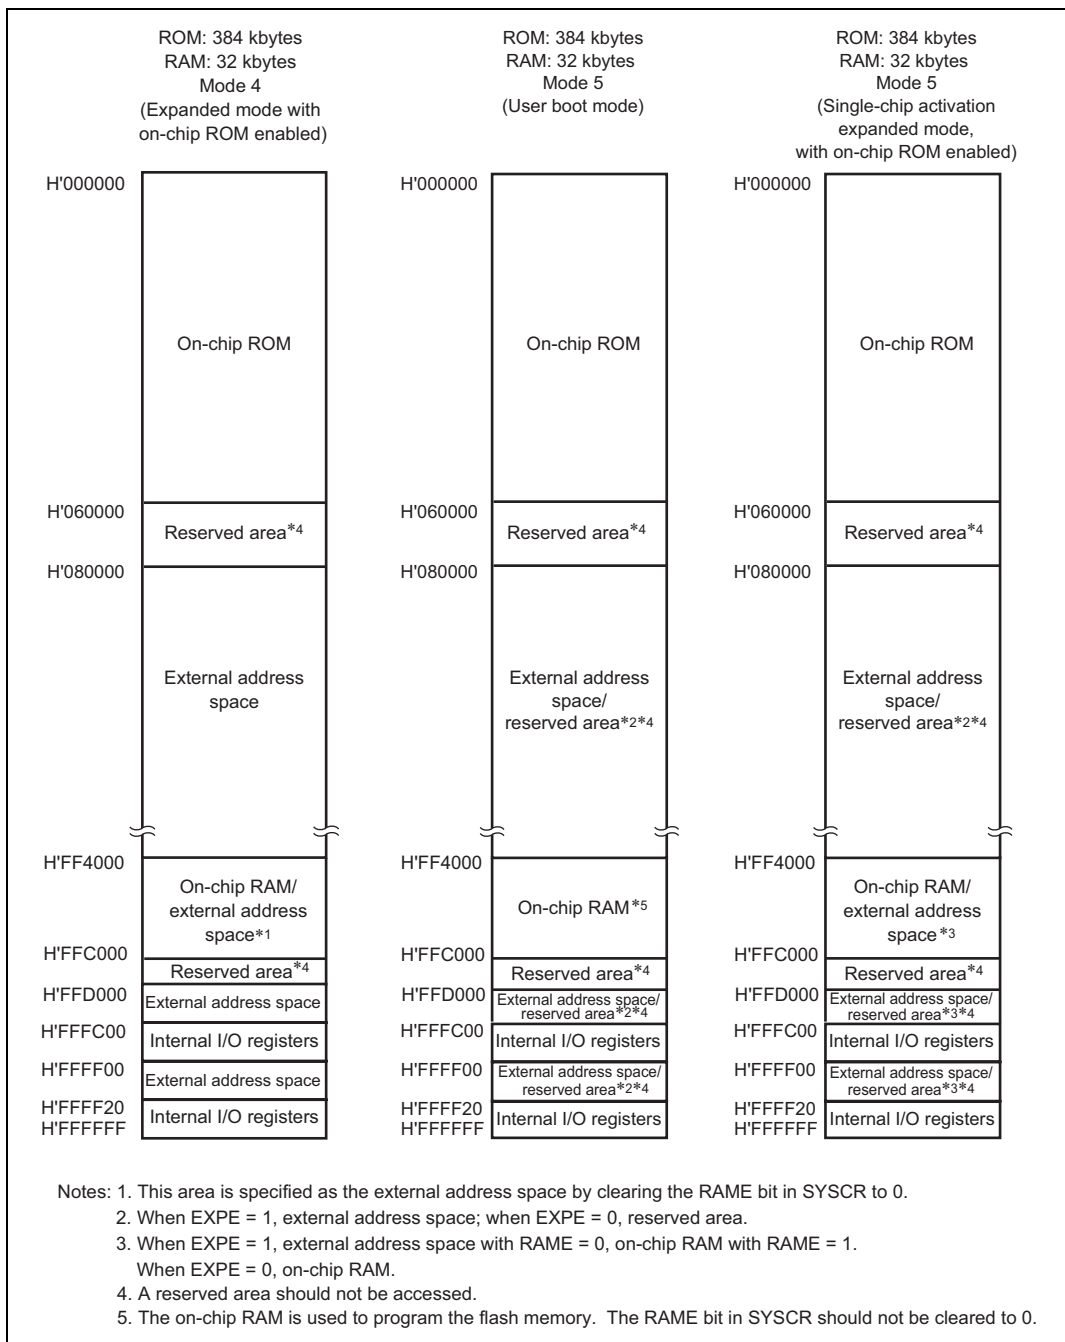 ROM: 384 kbytes
RAM: 32 kbytes
Mode 4
(Expanded mode with
on-chip ROM enabled)
H'000000
On-chip ROM
H'060000
Reserved area*4
H'080000
External address
space
H'FF4000
On-chip RAM/
external address
space*1
H'FFC000
Reserved area*4
H'FFD000
External address space
H'FFFC00
Internal I/O registers
H'FFFF00
External address space
H'FFFF20
Internal I/O registers
H'FFFFFF
ROM: 384 kbytes
RAM: 32 kbytes
Mode 5
(User boot mode)
H'000000
On-chip ROM
H'060000
Reserved area*4
H'080000
External address
space/
reserved area*2*4
H'FF4000
On-chip RAM*5
H'FFC000
Reserved area*4
H'FFD000
External address space/
reserved area*2*4
H'FFFC00
Internal I/O registers
H'FFFF00
External address space/
reserved area*2*4
H'FFFF20
Internal I/O registers
H'FFFFFF
ROM: 384 kbytes
RAM: 32 kbytes
Mode 5
(Single-chip activation
expanded mode,
with on-chip ROM enabled)
H'000000
On-chip ROM
H'060000
Reserved area*4
H'080000
External address
space/
reserved area*2*4
H'FF4000
On-chip RAM/
external address
space*3
H'FFC000
Reserved area*4
H'FFD000
External address space/
reserved area*3*4
H'FFFC00
Internal I/O registers
H'FFFF00
External address space/
reserved area*3*4
H'FFFF20
Internal I/O registers
H'FFFFFF
Notes: 1. This area is specified as the external address space by clearing the RAME bit in SYSCR to 0.
2. When EXPE = 1, external address space; when EXPE = 0, reserved area.
3. When EXPE = 1, external address space with RAME = 0, on-chip RAM with RAME = 1.
When EXPE = 0, on-chip RAM.
4. A reserved area should not be accessed.
5. The on-chip RAM is used to program the flash memory. The RAME bit in SYSCR should not be cleared to 0.